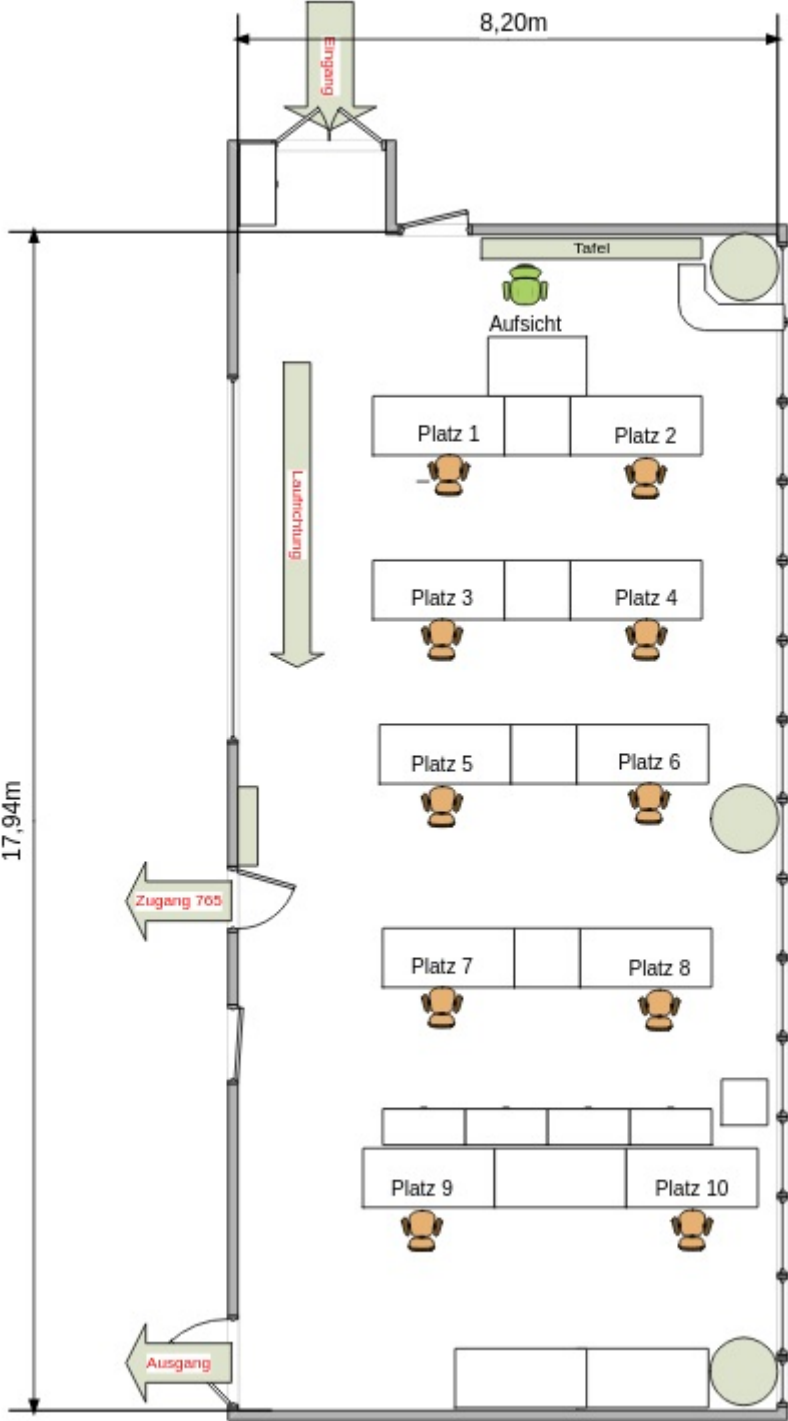 8,20m
Eingang
Tafel
Aufsicht
Platz 1
Platz 2
Laufrichtung
Platz 3
Platz 4
Platz 5
Platz 6
17,94m
Zugang 765
Platz 7
Platz 8
Platz 9
Platz 10
Ausgang